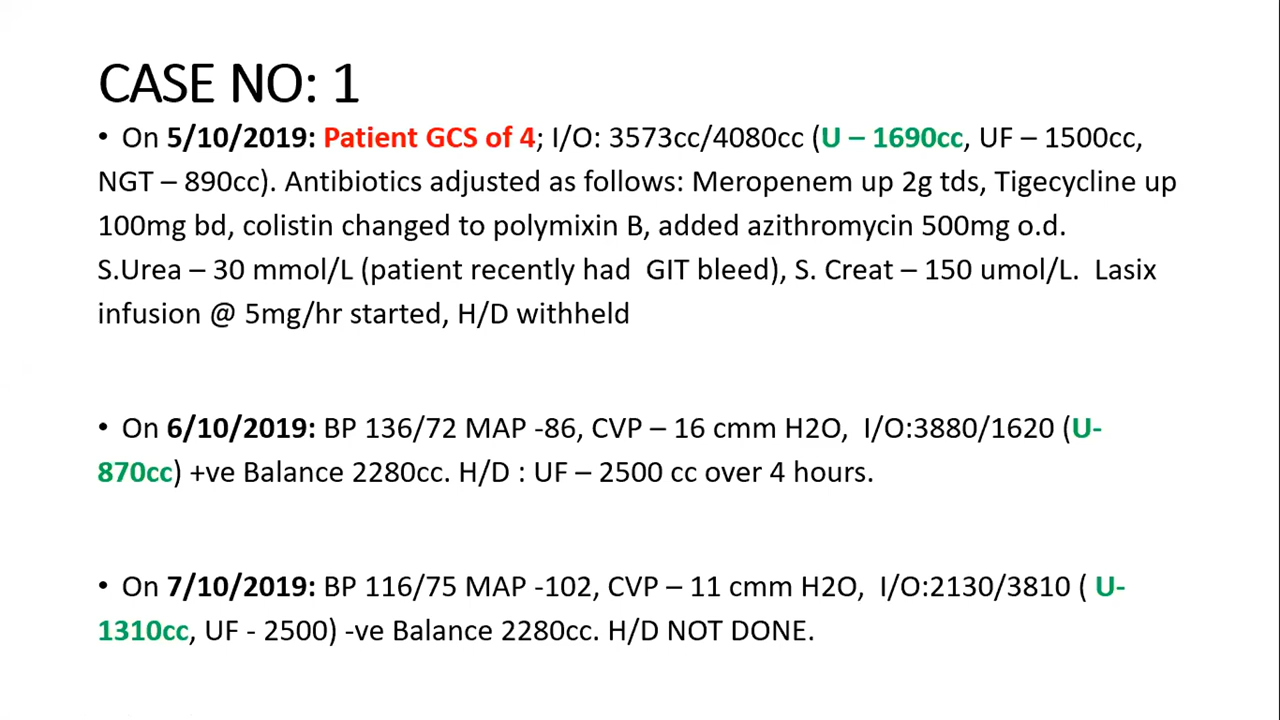 CASE NO: 1
• On 5/10/2019: Patient GCS of 4; I/O: 3573cc/4080cc (U – 1690cc, UF – 1500cc,
NGT – 890cc). Antibiotics adjusted as follows: Meropenem up 2g tds, Tigecycline up
100mg bd, colistin changed to polymixin B, added azithromycin 500mg o.d.
S.Urea – 30 mmol/L (patient recently had  GIT bleed), S. Creat – 150 umol/L.  Lasix
infusion @ 5mg/hr started, H/D withheld
• On 6/10/2019: BP 136/72 MAP -86, CVP – 16 cmm H2O,  I/O:3880/1620 (U-
870cc) +ve Balance 2280cc. H/D : UF – 2500 cc over 4 hours.
• On 7/10/2019: BP 116/75 MAP -102, CVP – 11 cmm H2O,  I/O:2130/3810 ( U-
1310cc, UF - 2500) -ve Balance 2280cc. H/D NOT DONE.